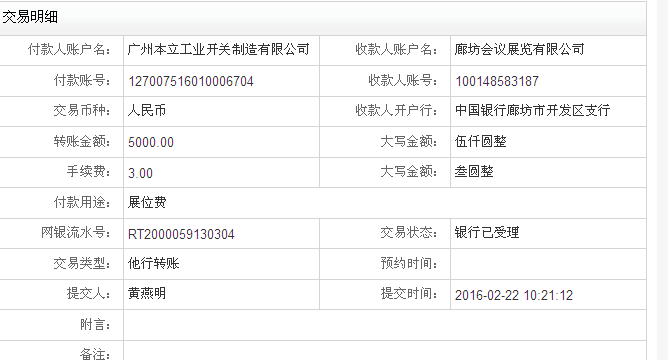 交易明细
付款人账户名： 广州本立工业开关制造有限公司 收款人账户名： 廊坊会议展览有限公司
付款账号： 127007516010006704 收款人账号： 100148583187
交易币种： 人民币 收款人开户行： 中国银行廊坊市开发区支行
转账金额： 5000.00 大写金额： 伍仟圆整
手续费： 3.00 大写金额： 叁圆整
付款用途： 展位费
网银流水号： RT2000059130304 交易状态： 银行已受理
交易类型： 他行转账 预约时间：
提交人： 黄燕明 提交时间： 2016-02-22 10:21:12
附言：
备注：